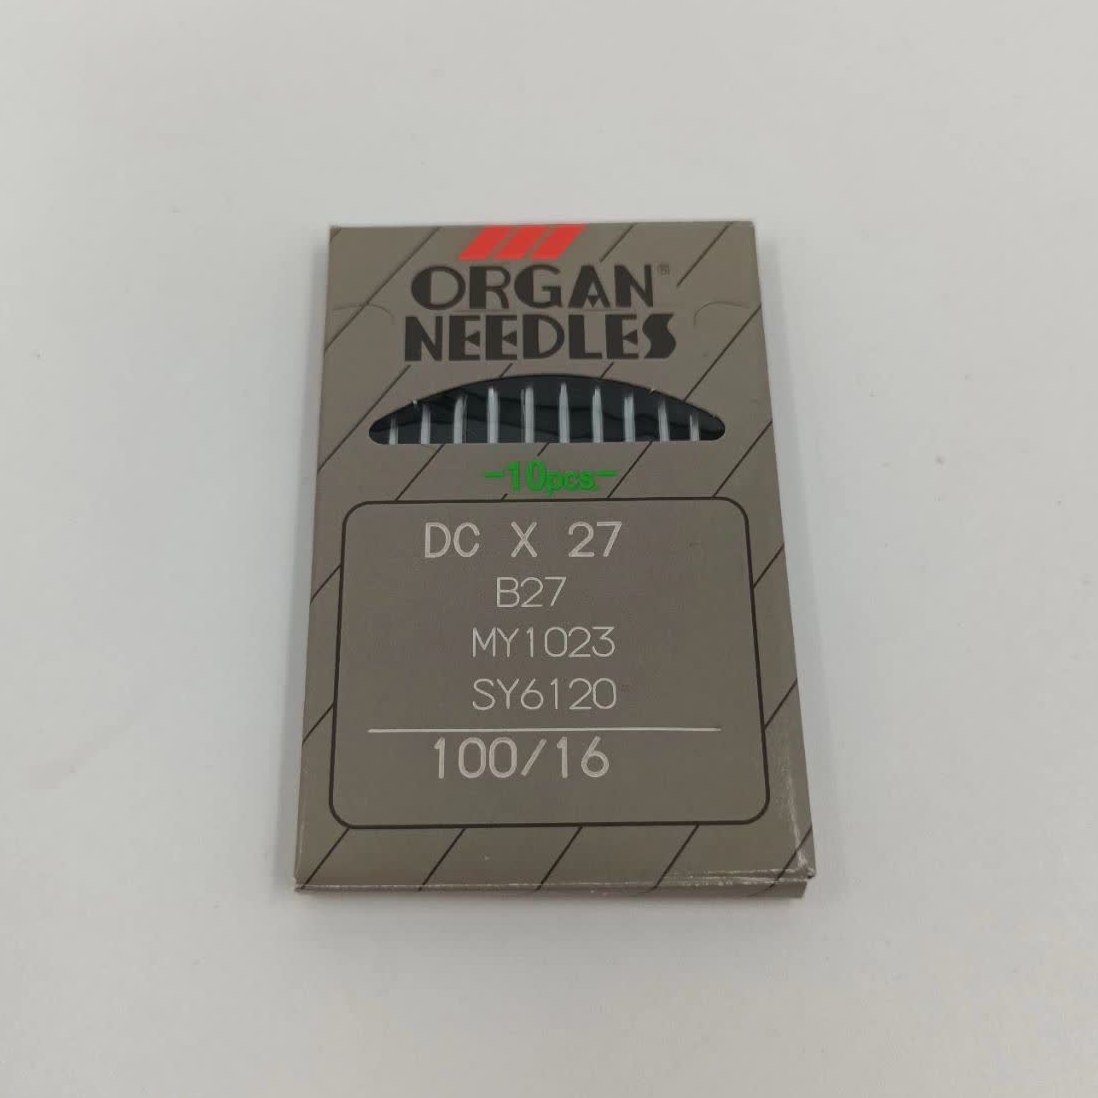 ORGAN®
NEEDLES
-10pcs-
DC X 27
B27
MY1023
SY6120
100/16